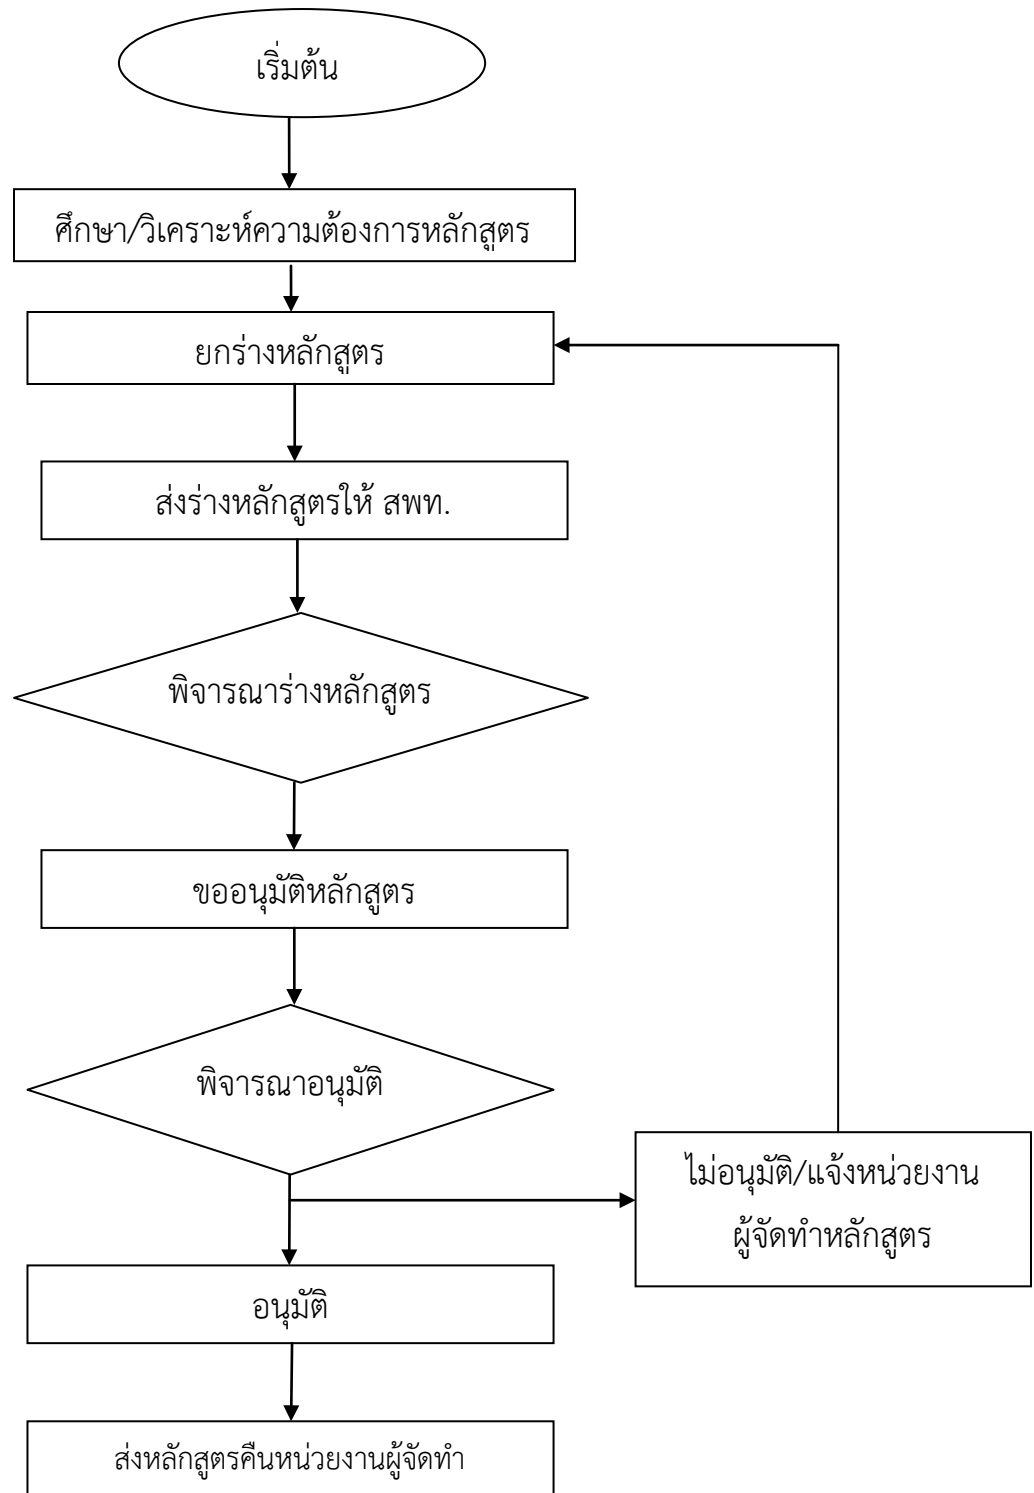 เริ่มต้น
ศึกษา/วิเคราะห์ความต้องการหลักสูตร
ยกร่างหลักสูตร
ส่งร่างหลักสูตรให้ สพท.
พิจารณาร่างหลักสูตร
ขออนุมัติหลักสูตร
พิจารณาอนุมัติ
ไม่อนุมัติ/แจ้งหน่วยงาน
ผู้จัดทำหลักสูตร
อนุมัติ
ส่งหลักสูตรคืนหน่วยงานผู้จัดทำ